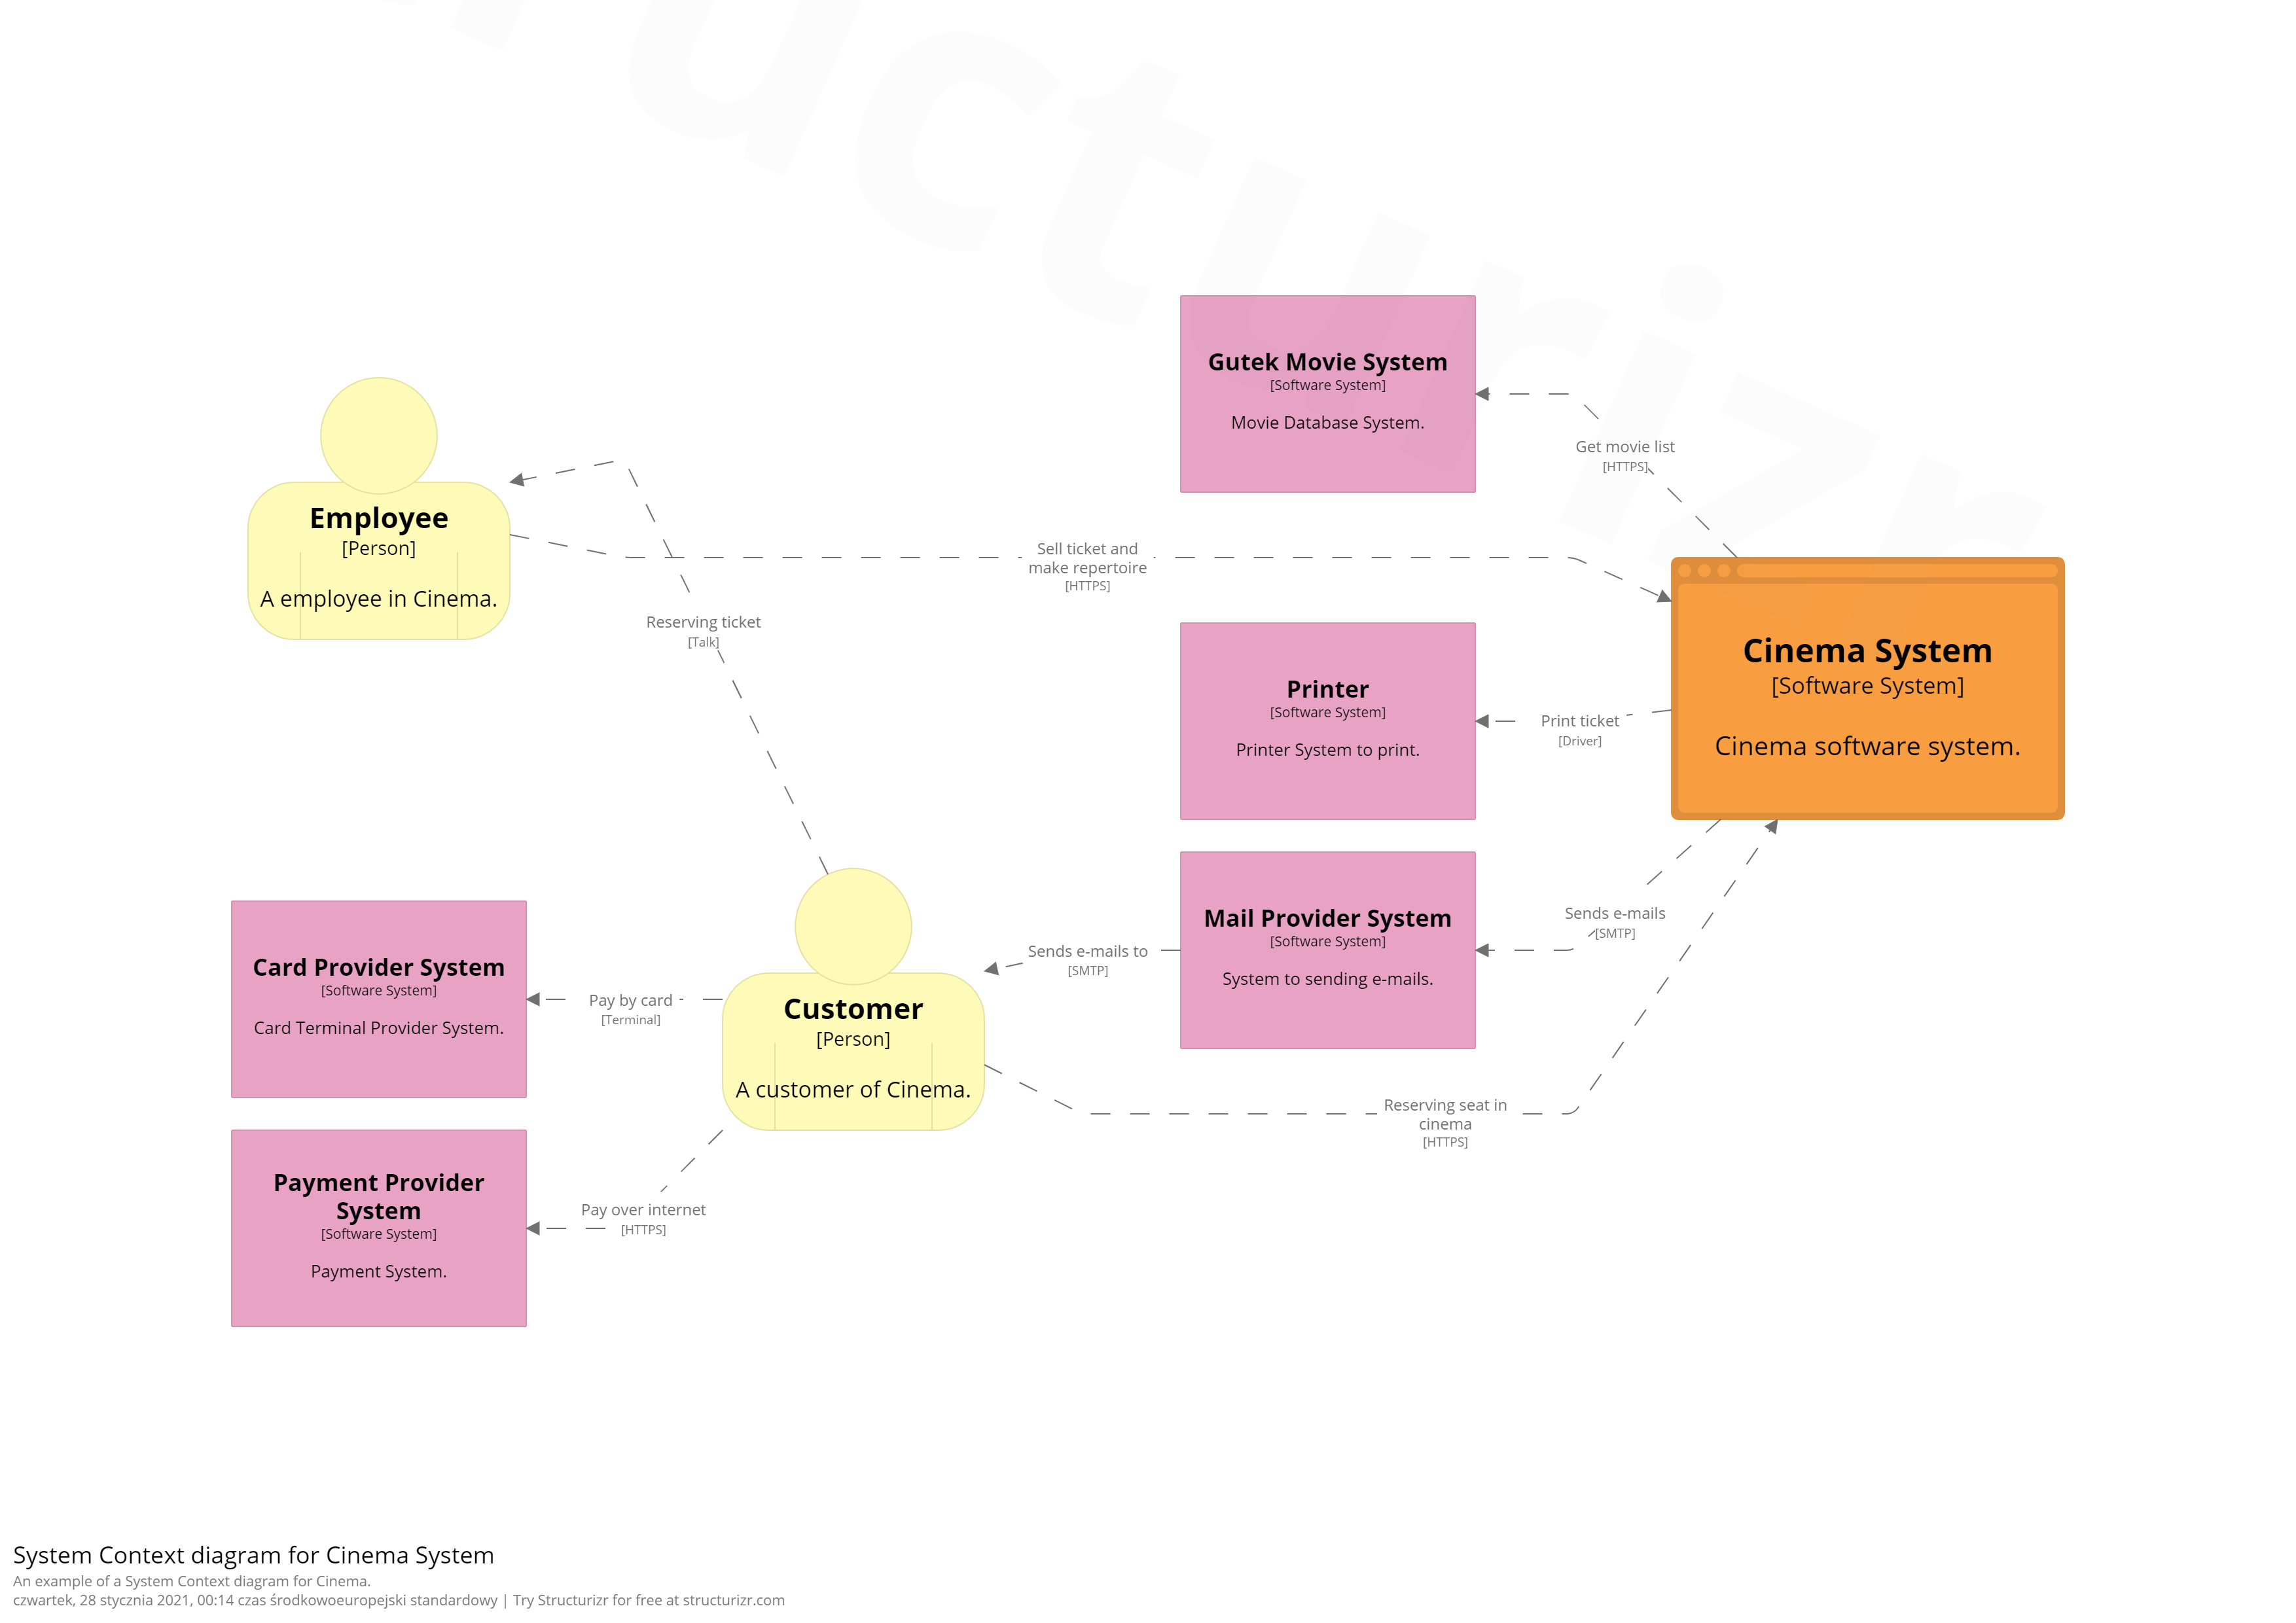 ructurizr
Gutek Movie System
[Software System]
Movie Database System.
Get movie list
[HTTPS]
Employee
[Person]
A employee in Cinema.
Sell ticket and
make repertoire
[HTTPS]
Reserving ticket
[Talk]
Printer
[Software System]
Printer System to print.
Print ticket
[Driver]
Cinema System
[Software System]
Cinema software system.
Mail Provider System
[Software System]
System to sending e-mails.
Sends e-mails
[SMTP]
Sends e-mails to
[SMTP]
Card Provider System
[Software System]
Card Terminal Provider System.
Pay by card
[Terminal]
Customer
[Person]
A customer of Cinema.
Reserving seat in
cinema
[HTTPS]
Payment Provider
System
[Software System]
Payment System.
Pay over internet
[HTTPS]
System Context diagram for Cinema System
An example of a System Context diagram for Cinema.
czwartek, 28 stycznia 2021, 00:14 czas środkowoeuropejski standardowy | Try Structurizr for free at structurizr.com